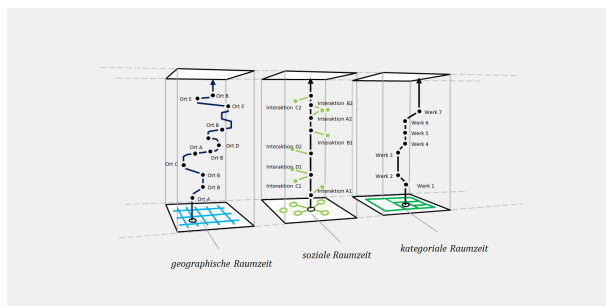 Ort B
Ort E
Ort E
Ort B
Ort D
Ort A
Ort B
Ort C
Ort B
Ort B
Ort A
Interaktion B2
Interaktion C2
Interaktion A2
Interaktion B1
Interaktion D2
Interaktion D1
Interaktion C1
Interaktion A1
Werk 7
Werk 6
Werk 5
Werk 4
Werk 3
Werk 2
Werk 1
geographische Raumzeit
soziale Raumzeit
kategoriale Raumzeit